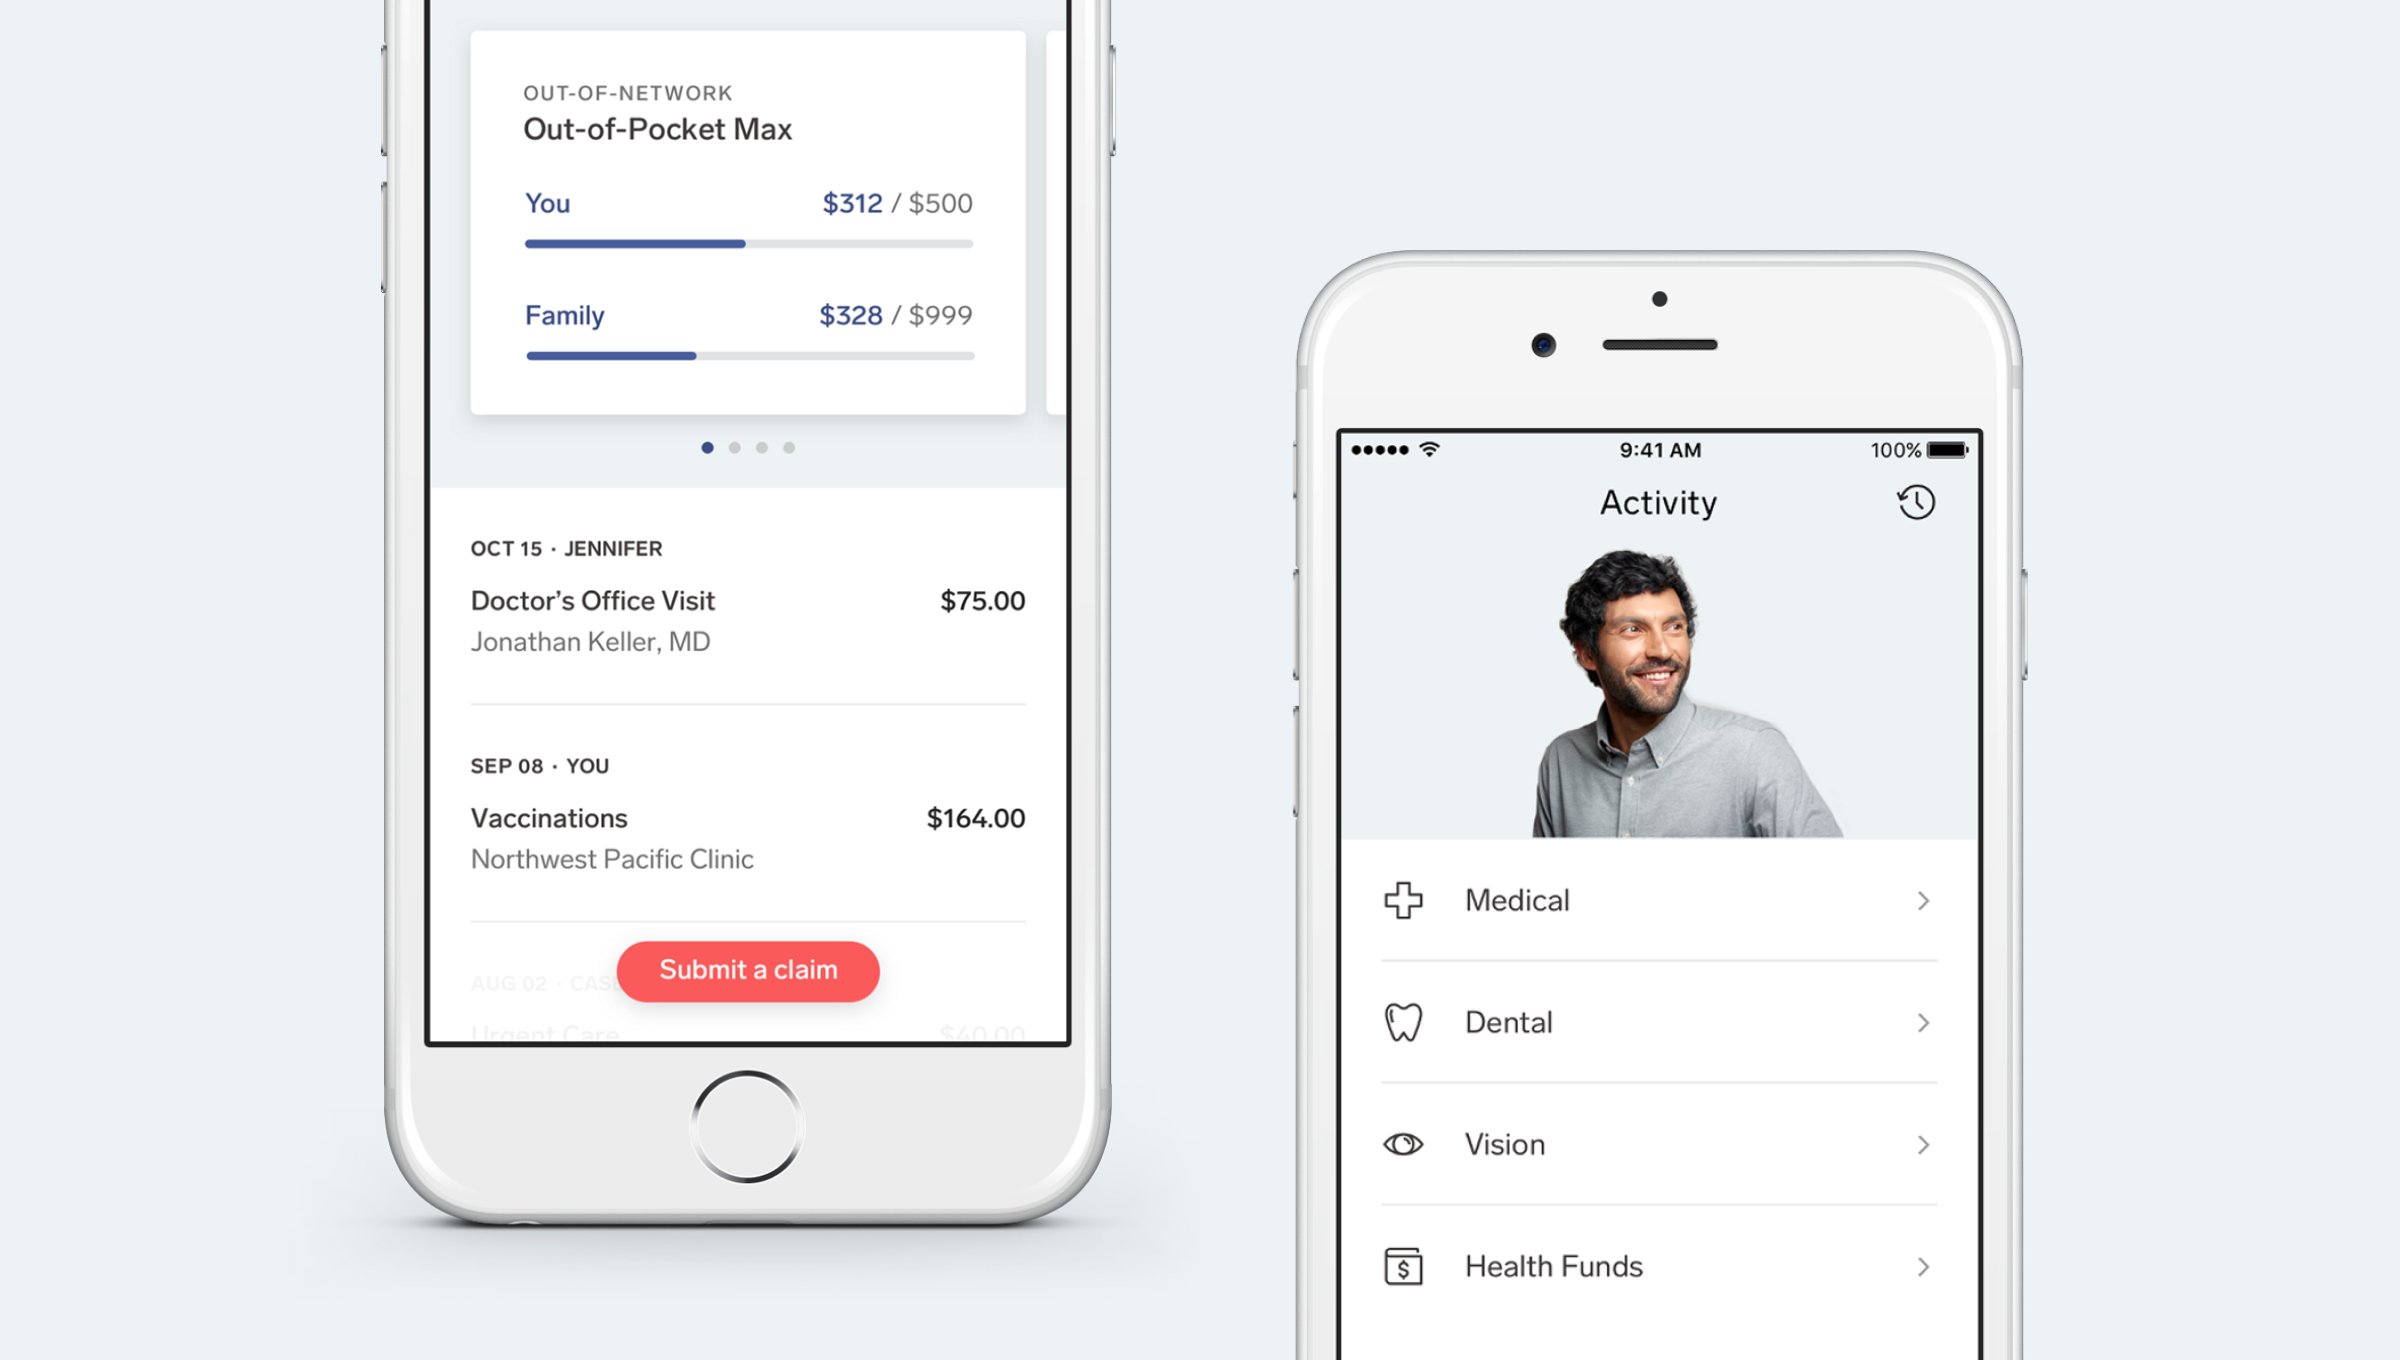 OUT-OF-NETWORK
Out-of-Pocket Max
You $312 / $500
Family $328 / $999
OCT 15 · JENNIFER
Doctor’s Office Visit $75.00
Jonathan Keller, MD
SEP 08 · YOU
Vaccinations $164.00
Northwest Pacific Clinic
AUG 02 ·
Submit a claim
Urgent Care $40.00
9:41 AM
100%
Activity
Medical
Dental
Vision
Health Funds